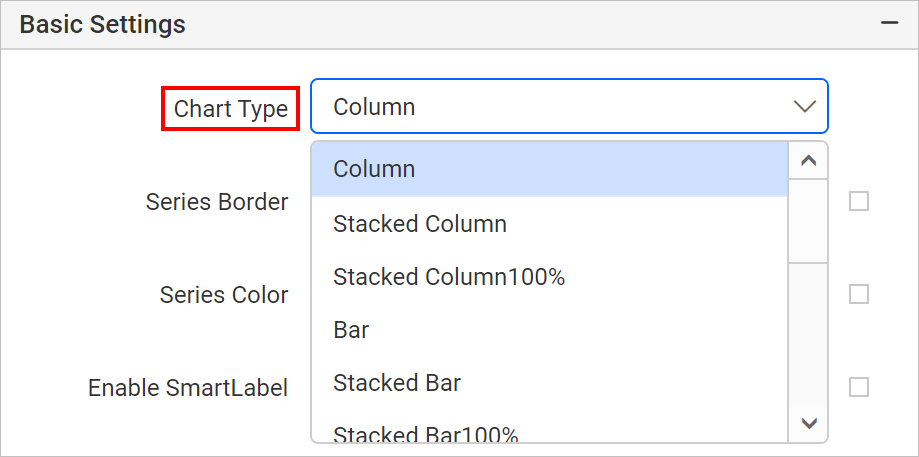 Basic Settings
Chart Type
Column
Column
Series Border
Stacked Column
Stacked Column100%
Series Color
Bar
Enable SmartLabel
Stacked Bar
Stacked Bar100%